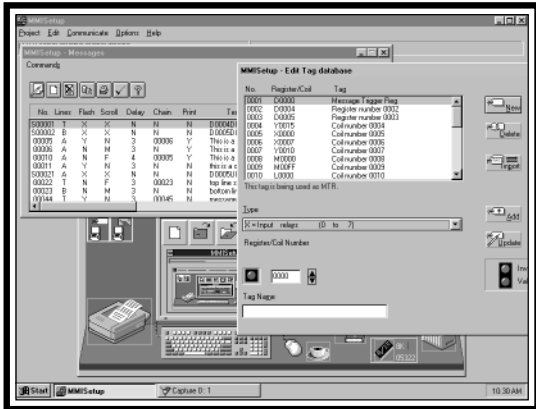 MMISetup
Project Edit Communicate Options Help
MMISetup - Messages
Commands
No. Lines Flash Scroll Delay Chain Print
S00001 T X X N N N D0004D
S00002 B X X N N N D0005D
00005 A Y N 3 00006 Y This is a
00006 A N M 3 N Y This is a
00010 A N F 4 00005 Y This is a
00011 A Y N 3 N N
S00021 A X X N N N
00022 T N F 3 00023 N top line
00023 B N M 3 N N bottom
00044 T Y N 3 00045 N message
MMISetup - Edit Tag database
No. Register/Coil Tag
0001 D0000 Message Trigger Reg
0002 D0004 Register number 0002
0003 D0005 Register number 0003
0004 Y0015 Coil number 0004
0005 X0000 Coil number 0005
0006 X0007 Coil number 0006
0007 Y0010 Coil number 0007
0008 M0000 Coil number 0008
0009 M00FF Coil number 0009
0010 L0000 Coil number 0010
This tag is being used as MTR.
Type
X = Input relays (0 to 7)
Register/Coil Number
0000
Tag Name
New
Delete
Import
Add
Update
Start MMISetup Capture D: 1 10:30 AM